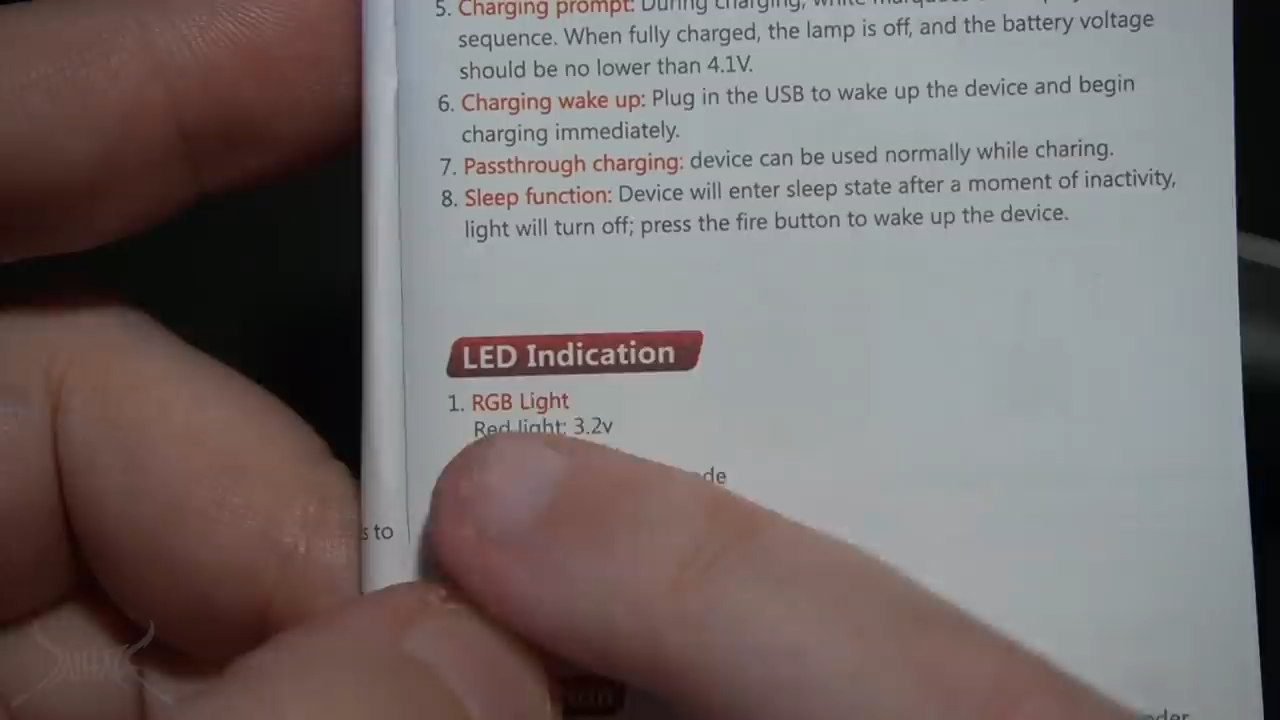 5. Charging prompt: During charging, white
sequence. When fully charged, the lamp is off, and the battery voltage
should be no lower than 4.1V.
6. Charging wake up: Plug in the USB to wake up the device and begin
charging immediately.
7. Passthrough charging: device can be used normally while charing.
8. Sleep function: Device will enter sleep state after a moment of inactivity,
light will turn off; press the fire button to wake up the device.
LED Indication
1. RGB Light
Red light: 3.2v
s to